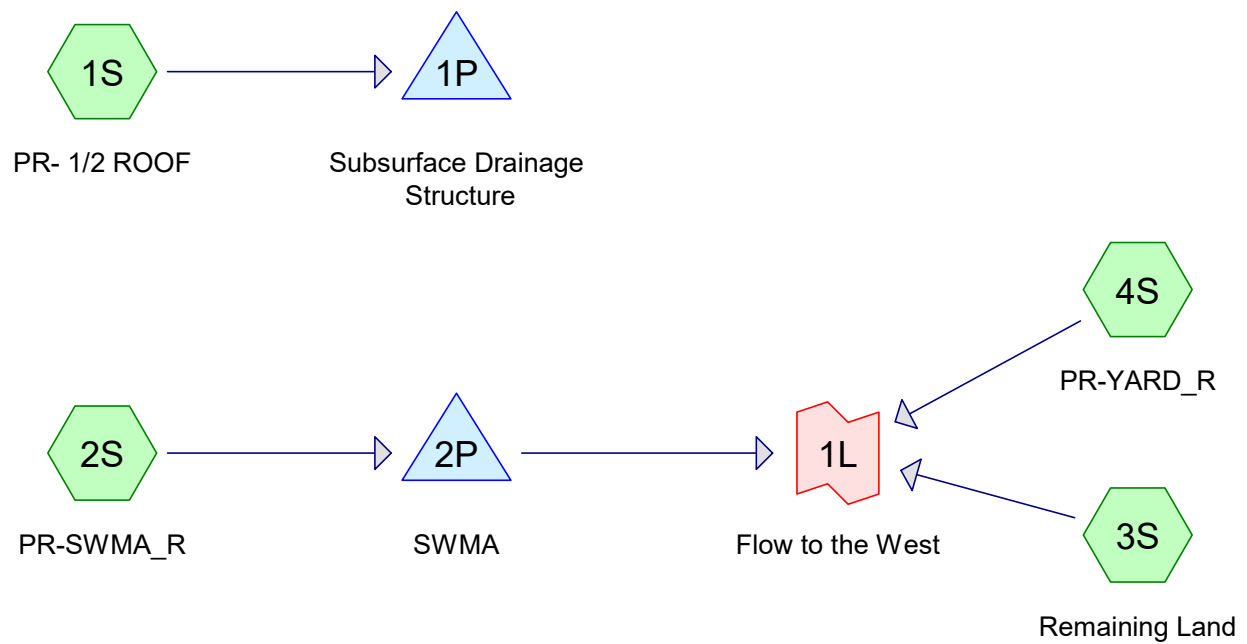 1S
1P
PR- 1/2 ROOF
Subsurface Drainage
Structure
4S
PR-YARD_R
2S
2P
1L
PR-SWMA_R
SWMA
Flow to the West
3S
Remaining Land